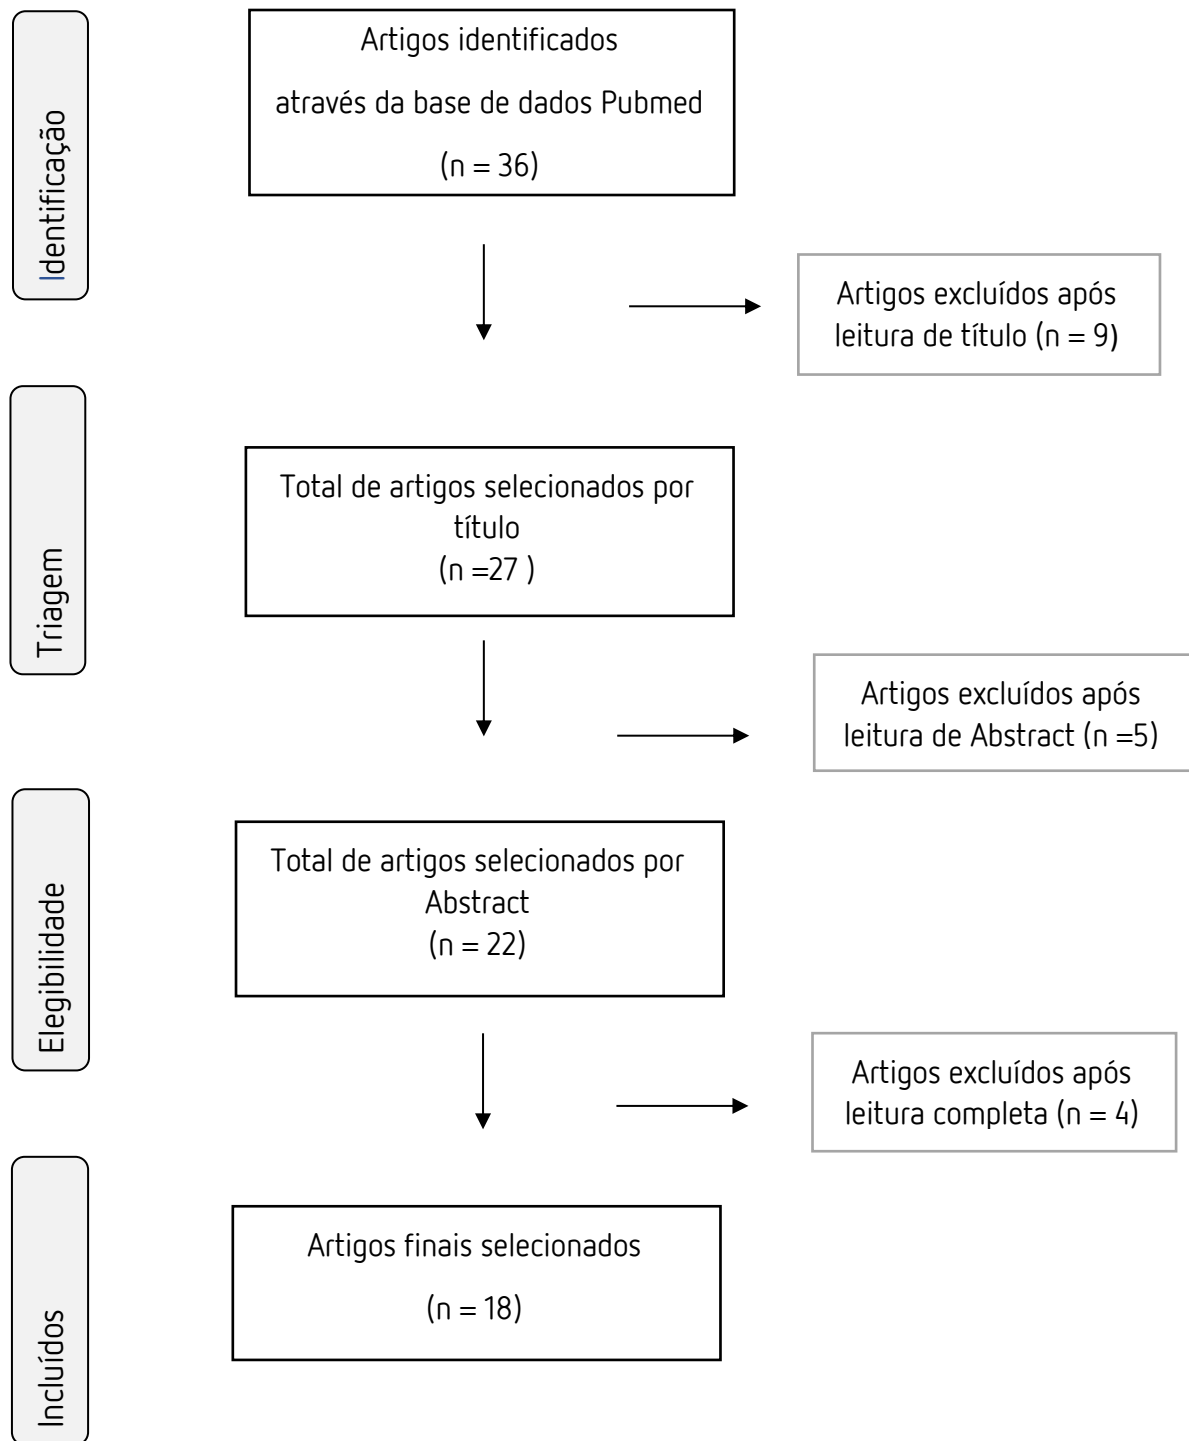 Identificação
Artigos identificados
através da base de dados Pubmed
(n = 36)
Artigos excluídos após
leitura de título (n = 9)
Triagem
Total de artigos selecionados por
título
(n =27 )
Artigos excluídos após
leitura de Abstract (n =5)
Elegibilidade
Total de artigos selecionados por
Abstract
(n = 22)
Artigos excluídos após
leitura completa (n = 4)
Incluídos
Artigos finais selecionados
(n = 18)